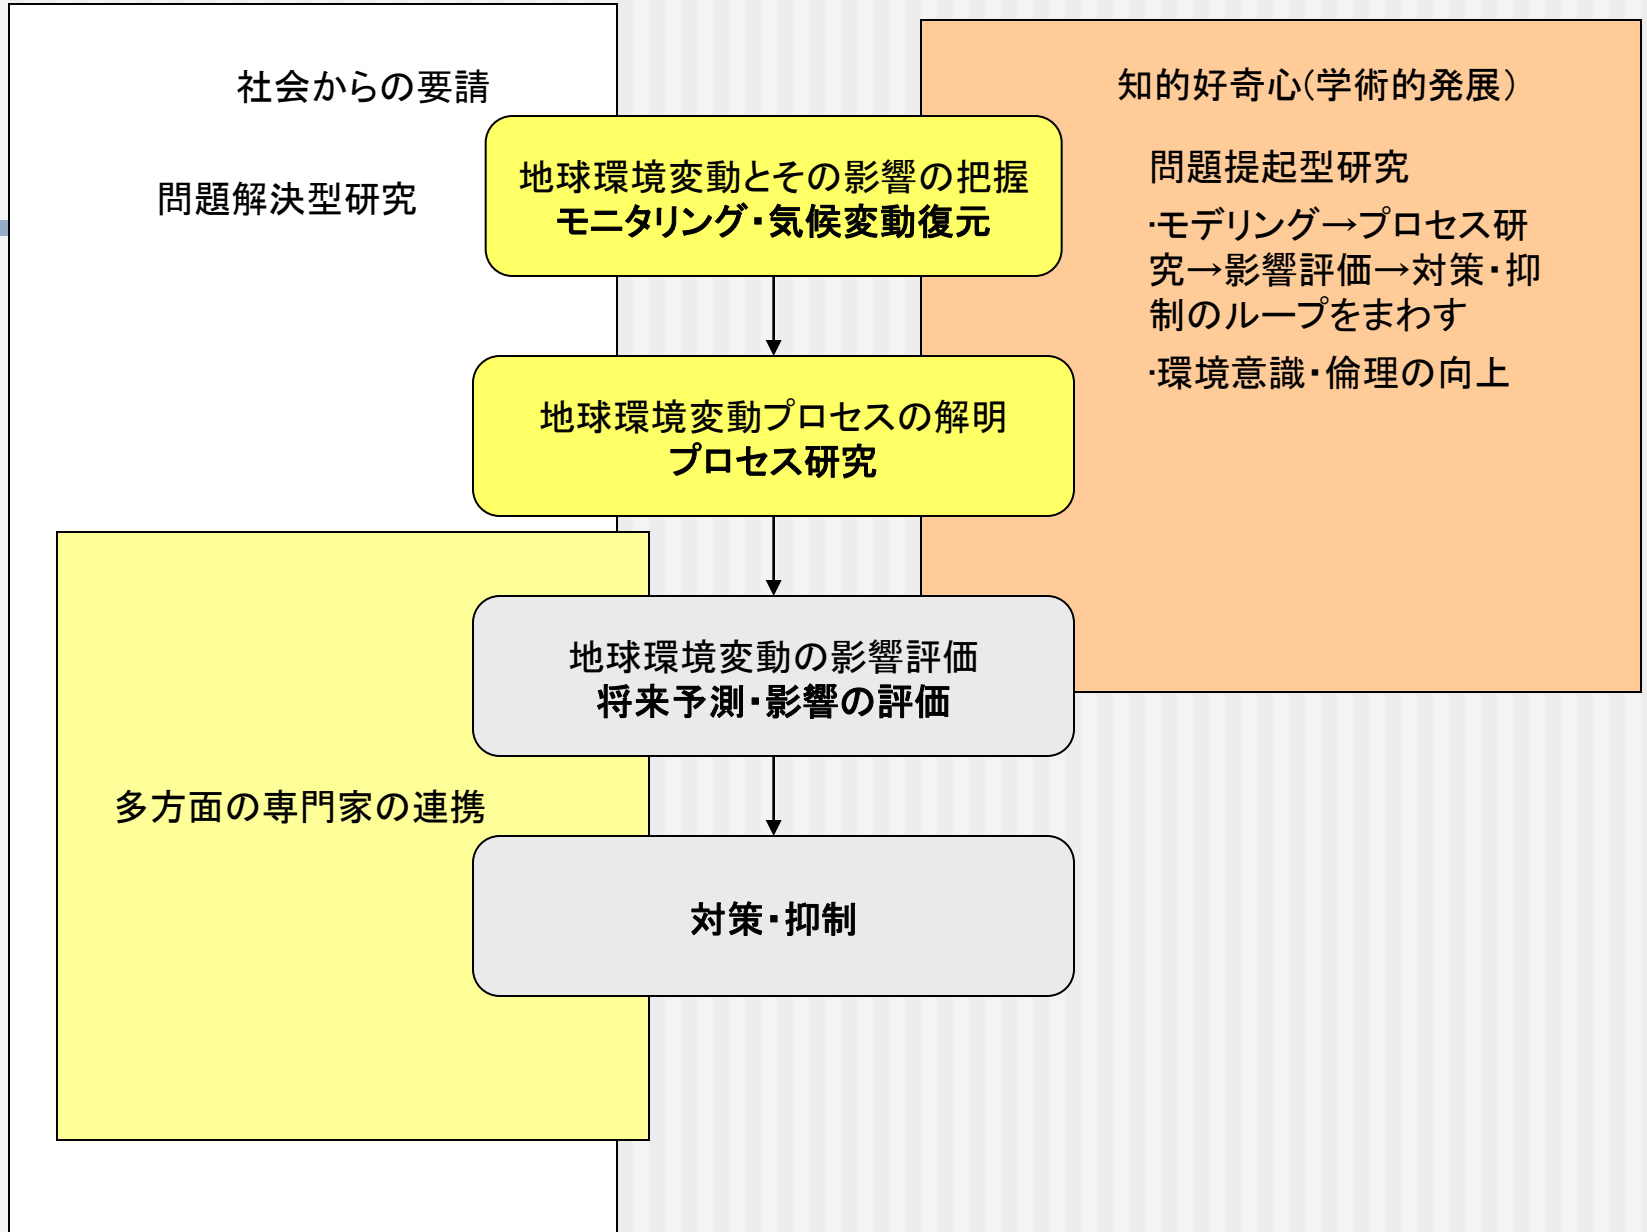 社会からの要請
問題解決型研究
知的好奇心(学術的発展)
問題提起型研究
･モデリング→プロセス研
究→影響評価→対策・抑
制のループをまわす
･環境意識・倫理の向上
地球環境変動とその影響の把握
モニタリング・気候変動復元
地球環境変動プロセスの解明
プロセス研究
地球環境変動の影響評価
将来予測・影響の評価
多方面の専門家の連携
対策・抑制